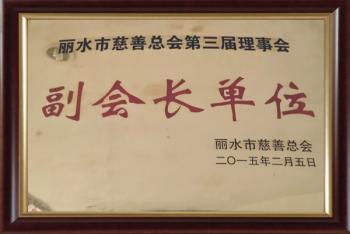 丽水市慈善总会第三届理事会
副会长单位
丽水市慈善总会
二〇一五年二月五日